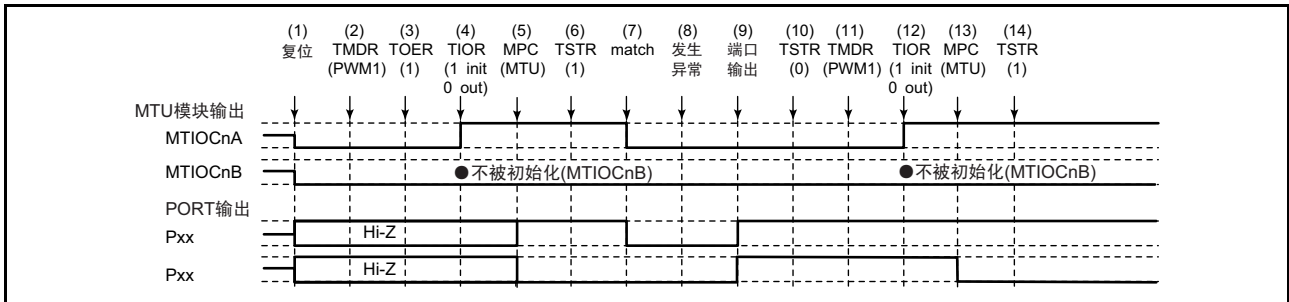 (1) (2) (3) (4) (5) (6) (7) (8) (9) (10) (11) (12) (13) (14)
复位 TMDR TOER TIOR MPC TSTR match 发生 端口 TSTR TMDR TIOR MPC TSTR
(PWM1) (1) (1 init (MTU) (1) 异常 输出 (0) (PWM1) (1 init (MTU) (1)
0 out) 0 out)
MTU模块输出
MTIOCnA
MTIOCnB ●不被初始化(MTIOCnB) ●不被初始化(MTIOCnB)
PORT输出
Pxx Hi-Z
Pxx Hi-Z